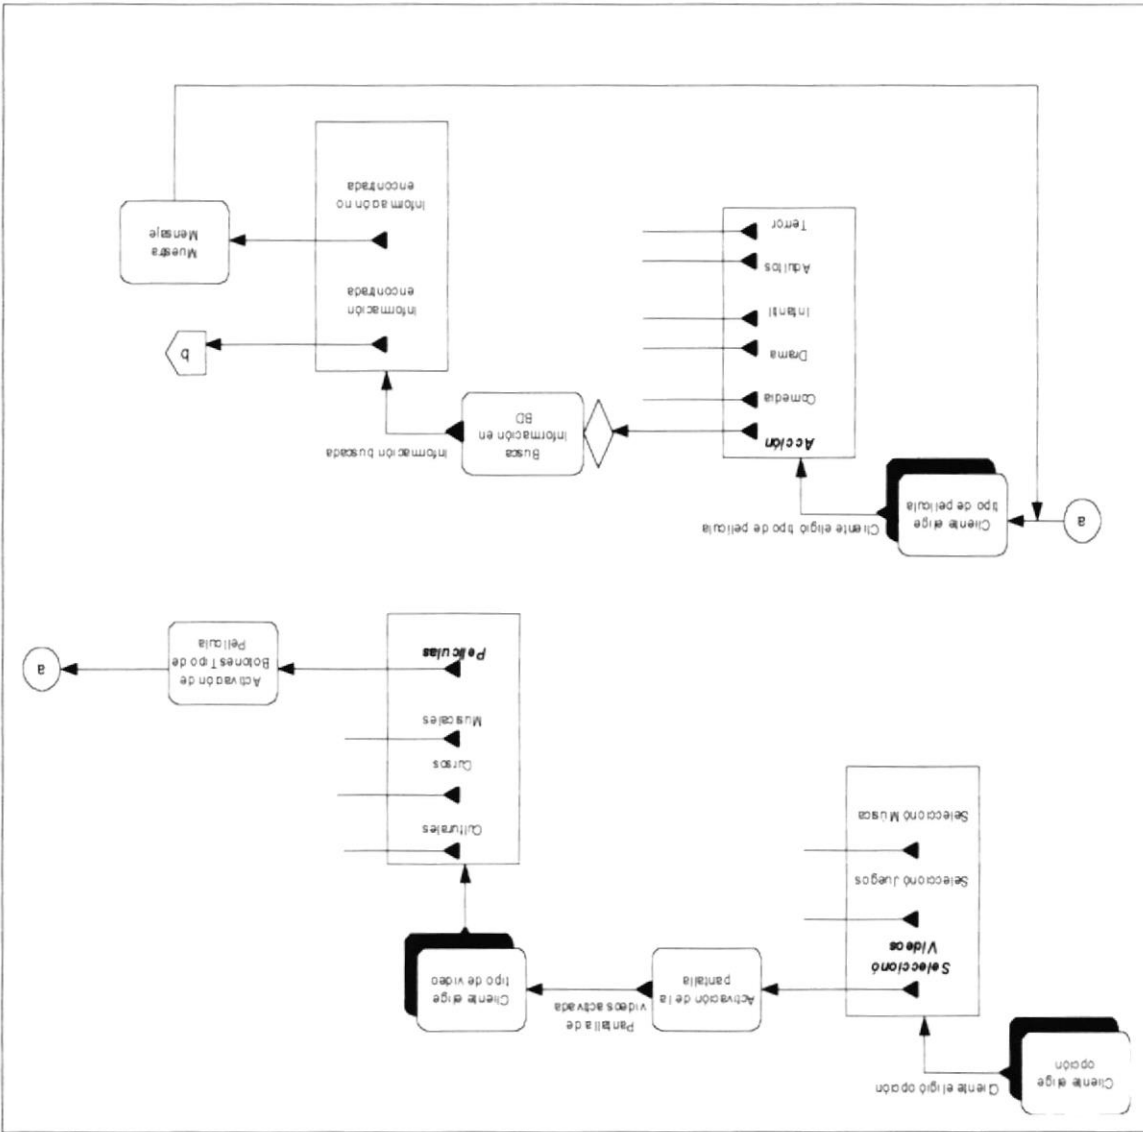 Cliente elige
opción
Cliente eligió opción
Seleccionó
Videos
Seleccionó Juegos
Seleccionó Música
Activación de la
pantalla
Pantalla de
videos activada
Cliente elige
tipo de video
Culturales
Cursos
Musicales
Películas
Activación de
Botones Tipo de
Película
a
a
Cliente elige
tipo de película
Cliente eligió tipo de película
Acción
Comedia
Drama
Infantil
Adultos
Terror
Busca
Información en
BD
Información buscada
Información
encontrada
Información no
encontrada
b
Muestra
Mensaje